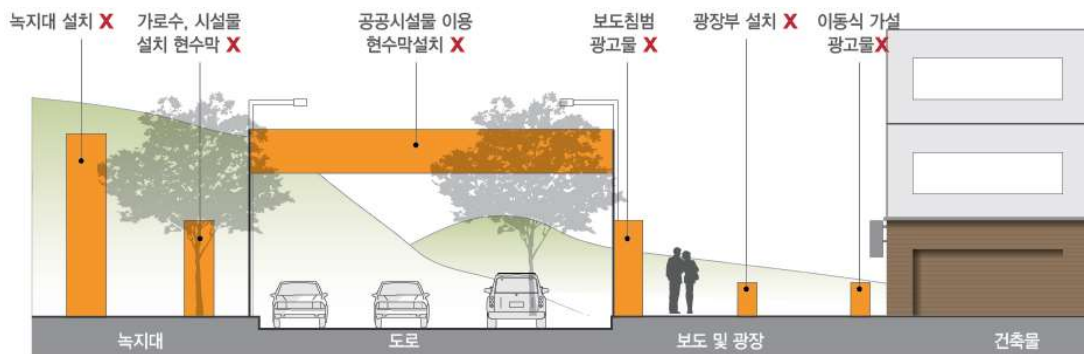 녹지대 설치 X
가로수, 시설물
설치 현수막 X
공공시설물 이용
현수막설치 X
보도침범
광고물 X
광장부 설치 X
이동식 가설
광고물X
녹지대
도로
보도 및 광장
건축물